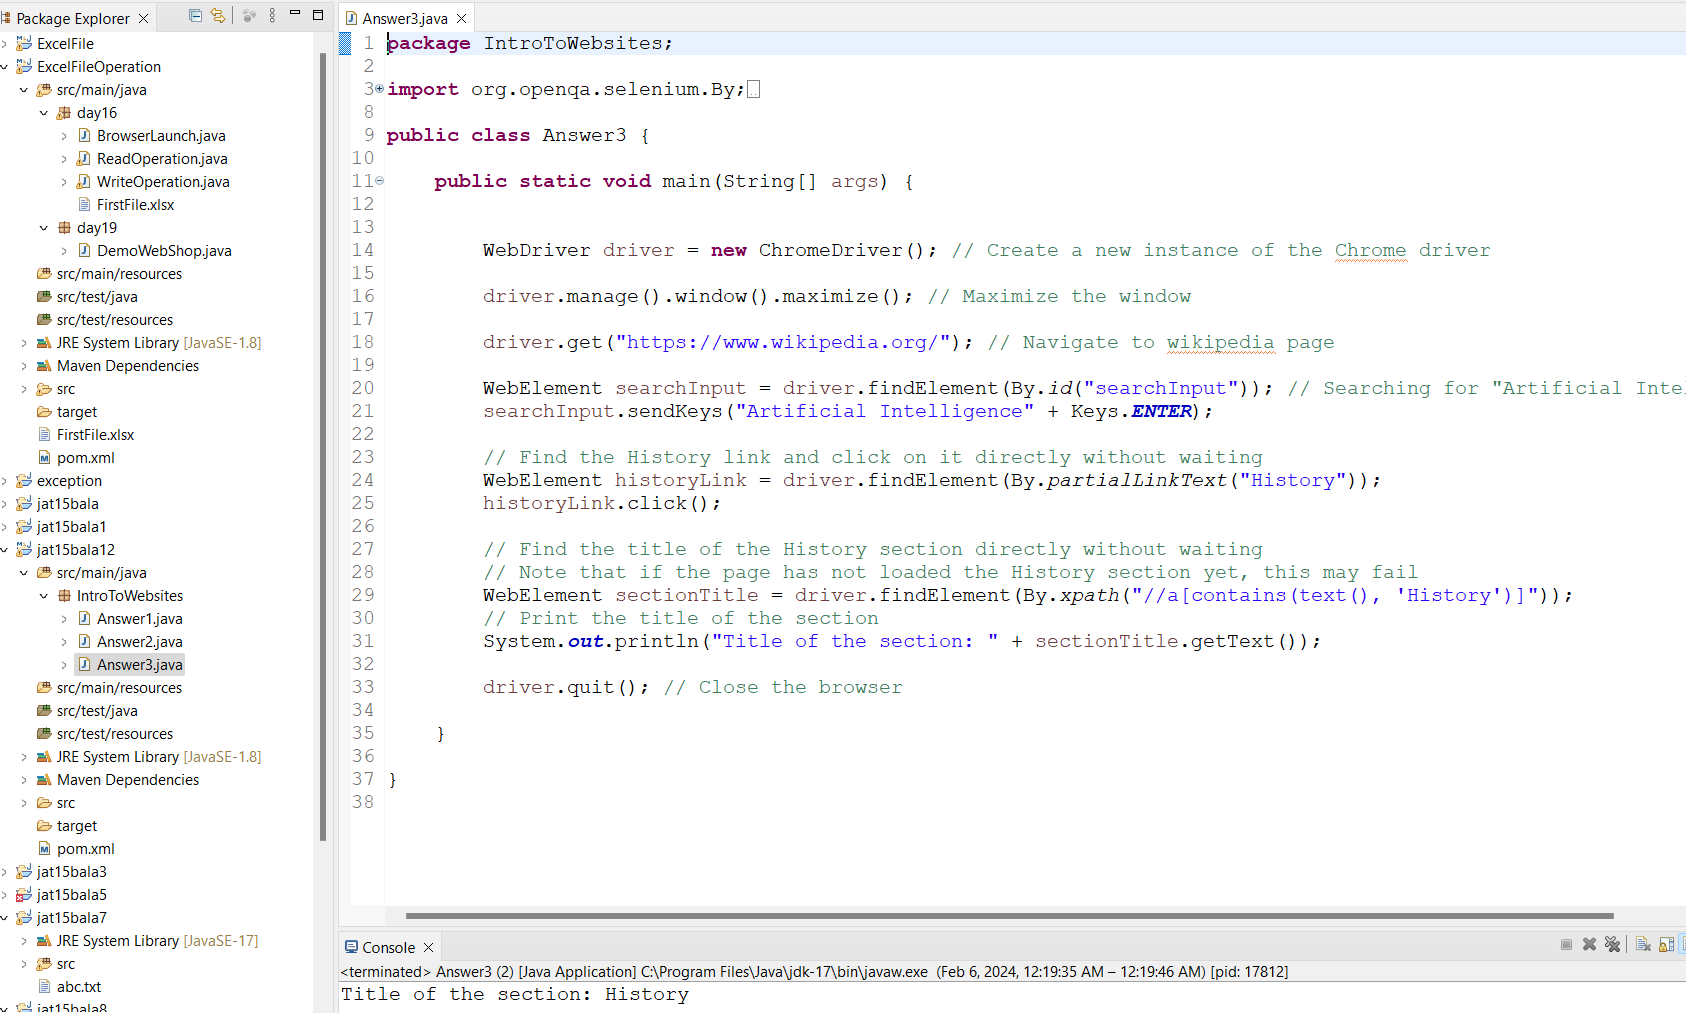 Package Explorer
ExcelFile
ExcelFileOperation
src/main/java
day16
BrowserLaunch.java
ReadOperation.java
WriteOperation.java
FirstFile.xlsx
day19
DemoWebShop.java
src/main/resources
src/test/java
src/test/resources
JRE System Library [JavaSE-1.8]
Maven Dependencies
src
target
FirstFile.xlsx
pom.xml
exception
jat15bala
jat15bala1
jat15bala12
src/main/java
IntroToWebsites
Answer1.java
Answer2.java
Answer3.java
src/main/resources
src/test/java
src/test/resources
JRE System Library [JavaSE-1.8]
Maven Dependencies
src
target
pom.xml
jat15bala3
jat15bala5
jat15bala7
JRE System Library [JavaSE-17]
src
abc.txt
jat15bala8
Answer3.java
1 package IntroToWebsites;
2
3 import org.openqa.selenium.By;
8
9 public class Answer3 {
10
11 public static void main(String[] args) {
12
13
14 WebDriver driver = new ChromeDriver(); // Create a new instance of the Chrome driver
15
16 driver.manage().window().maximize(); // Maximize the window
17
18 driver.get("https://www.wikipedia.org/"); // Navigate to wikipedia page
19
20 WebElement searchInput = driver.findElement(By.id("searchInput")); // Searching for "Artificial Inte
21 searchInput.sendKeys("Artificial Intelligence" + Keys.ENTER);
22
23 // Find the History link and click on it directly without waiting
24 WebElement historyLink = driver.findElement(By.partialLinkText("History"));
25 historyLink.click();
26
27 // Find the title of the History section directly without waiting
28 // Note that if the page has not loaded the History section yet, this may fail
29 WebElement sectionTitle = driver.findElement(By.xpath("//a[contains(text(), 'History')]"));
30 // Print the title of the section
31 System.out.println("Title of the section: " + sectionTitle.getText());
32
33 driver.quit(); // Close the browser
34
35 }
36
37 }
38
Console
<terminated> Answer3 (2) [Java Application] C:\Program Files\Java\jdk-17\bin\javaw.exe (Feb 6, 2024, 12:19:35 AM – 12:19:46 AM) [pid: 17812]
Title of the section: History